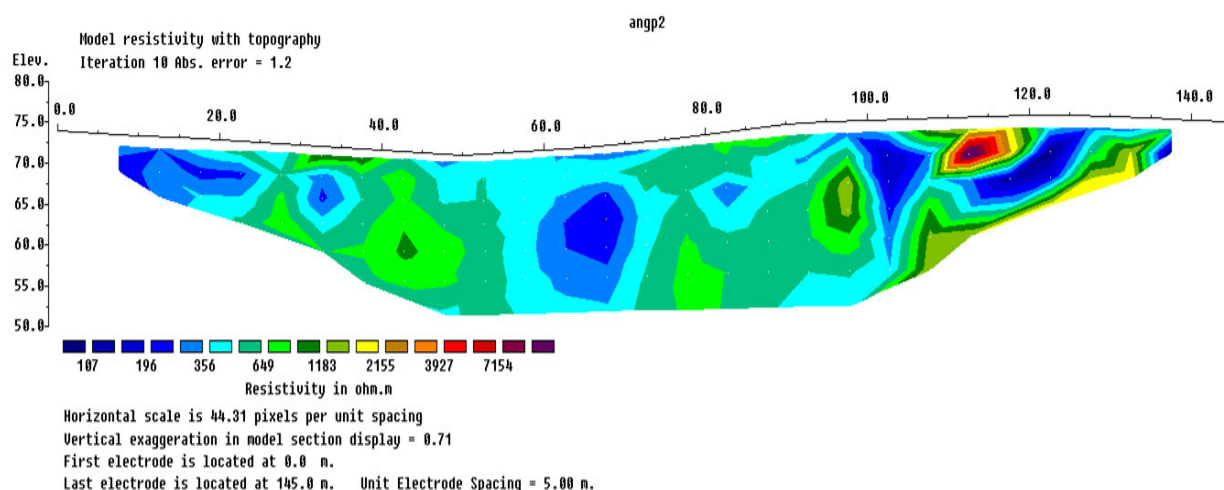 angp2
Model resistivity with topography
Iteration 10 Abs. error = 1.2
Elev.
80.0
75.0
70.0
65.0
60.0
55.0
50.0
0.0 20.0 40.0 60.0 80.0 100.0 120.0 140.0
107 196 356 649 1183 2155 3927 7154
Resistivity in ohm.m
Horizontal scale is 44.31 pixels per unit spacing
Vertical exaggeration in model section display = 0.71
First electrode is located at 0.0 m.
Last electrode is located at 145.0 m. Unit Electrode Spacing = 5.00 m.